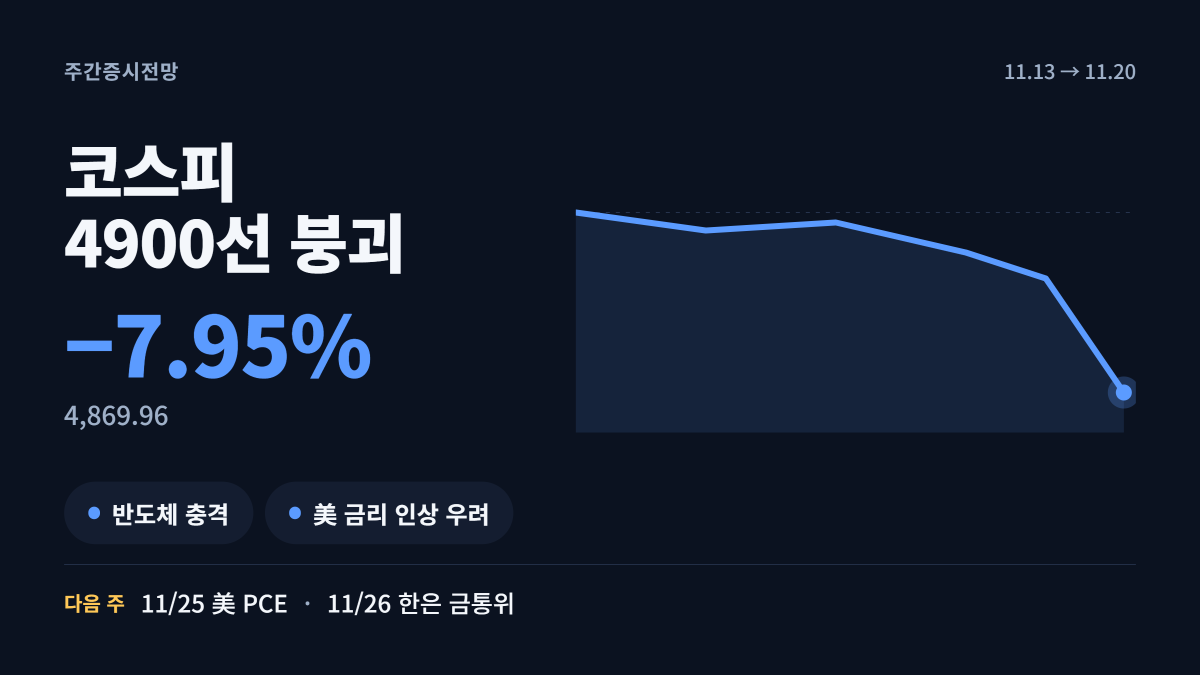 주간증시전망
11.13 → 11.20
코스피
4900선 붕괴
−7.95%
4,869.96
반도체 충격
美 금리 인상 우려
다음 주 11/25 美 PCE · 11/26 한은 금통위